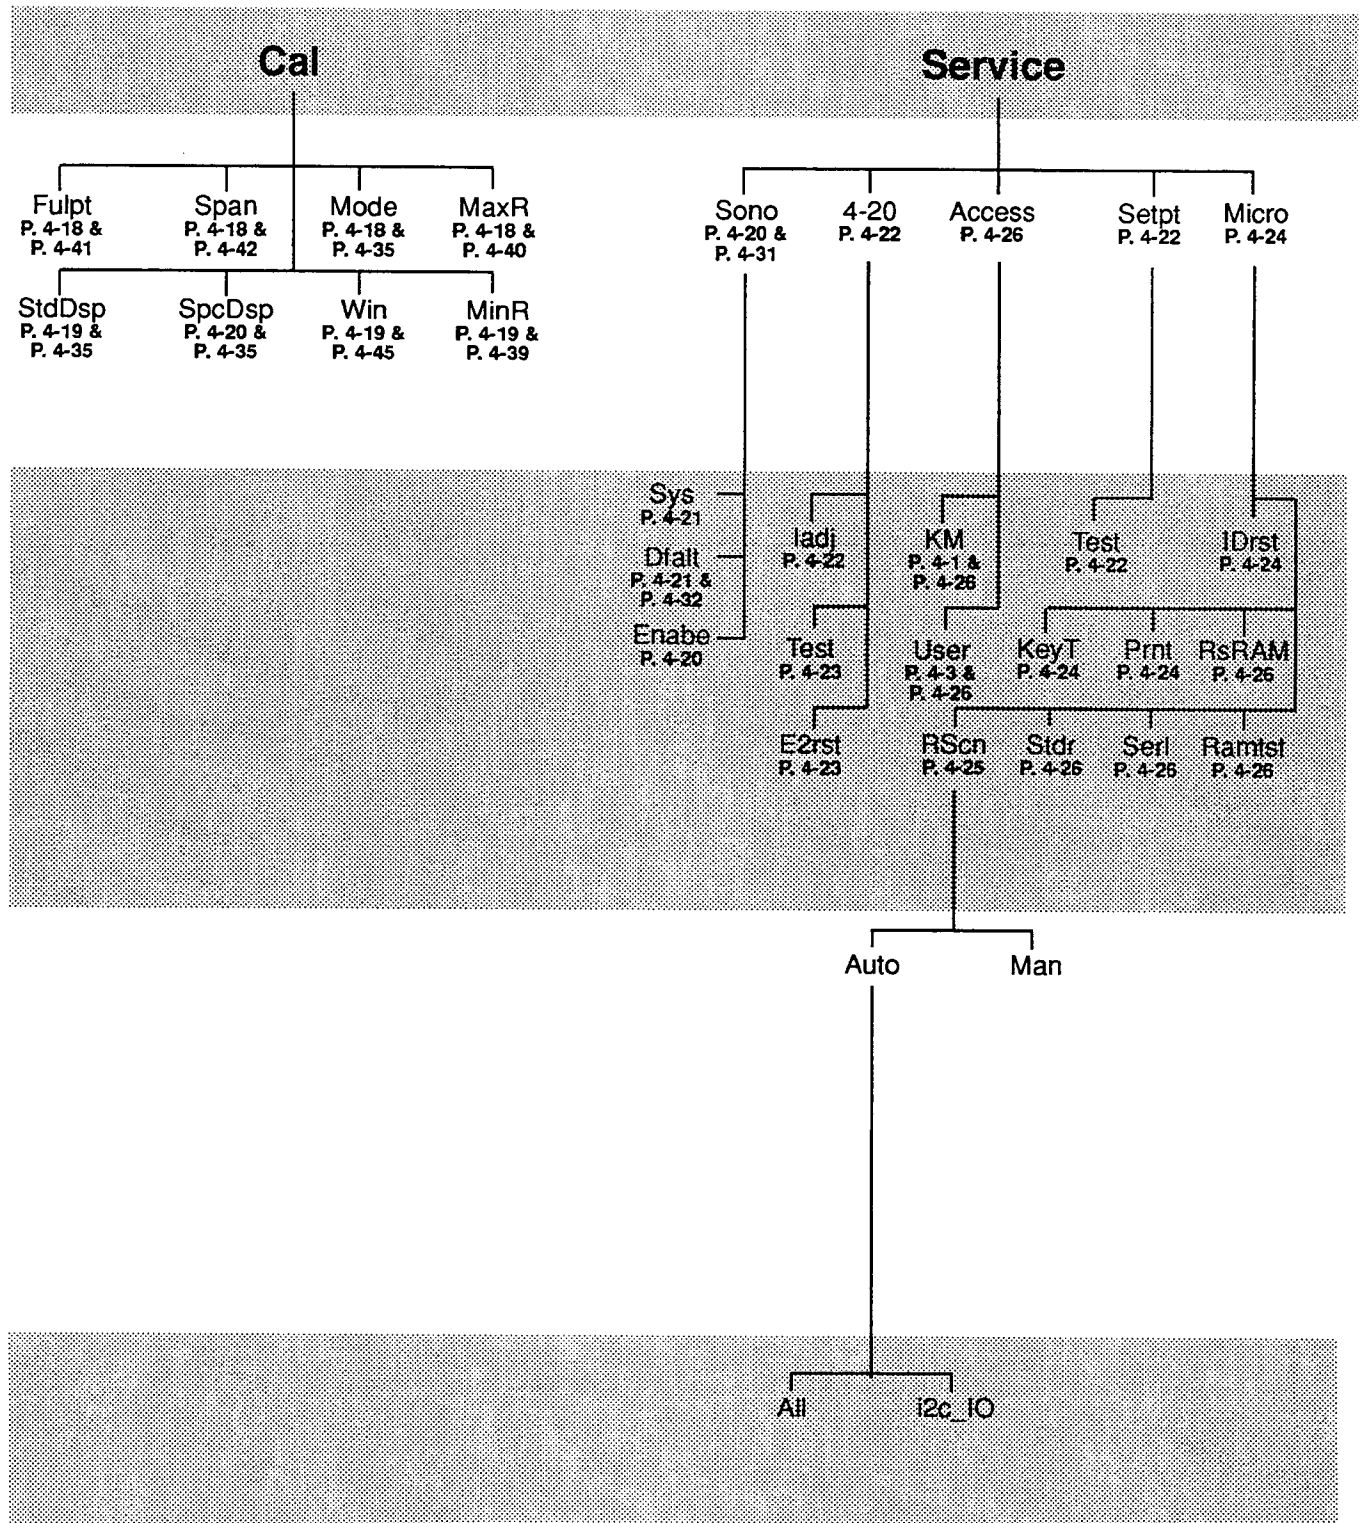 Cal
Service
Fulpt
P. 4-18 &
P. 4-41
Span
P. 4-18 &
P. 4-42
Mode
P. 4-18 &
P. 4-35
MaxR
P. 4-18 &
P. 4-40
StdDsp
P. 4-19 &
P. 4-35
SpcDsp
P. 4-20 &
P. 4-35
Win
P. 4-19 &
P. 4-45
MinR
P. 4-19 &
P. 4-39
Sono
P. 4-20 &
P. 4-31
4-20
P. 4-22
Access
P. 4-26
Setpt
P. 4-22
Micro
P. 4-24
Sys
P. 4-21
Dfalt
P. 4-21 &
P. 4-32
Enabe
P. 4-20
Iadj
P. 4-22
Test
P. 4-23
E2rst
P. 4-23
KM
P. 4-1 &
P. 4-26
User
P. 4-3 &
P. 4-26
Test
P. 4-22
IDrst
P. 4-24
KeyT
P. 4-24
Prnt
P. 4-24
RsRAM
P. 4-26
RScn
P. 4-25
Stdr
P. 4-26
Serl
P. 4-25
Ramtst
P. 4-26
Auto
Man
All
i2c_IO